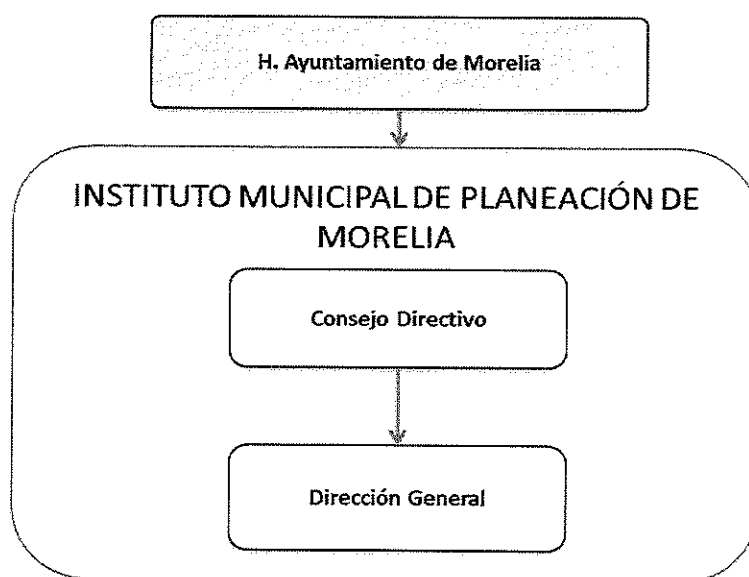 H. Ayuntamiento de Morelia
INSTITUTO MUNICIPAL DE PLANEACIÓN DE
MORELIA
Consejo Directivo
Dirección General